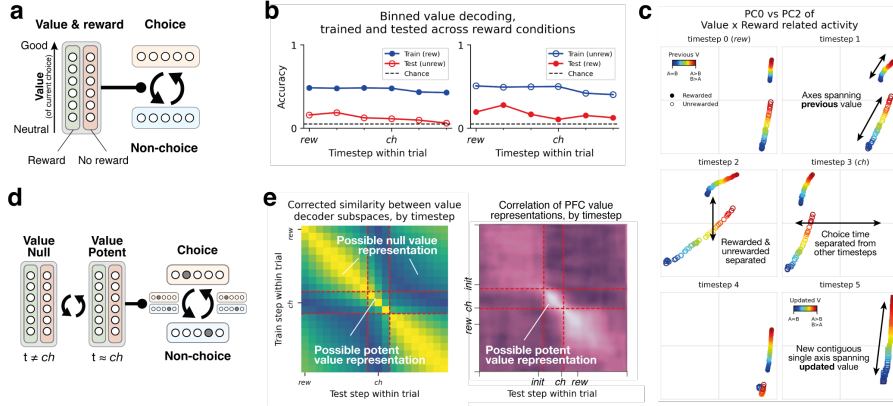 a
Value & reward
Choice
Good
Value
(of current choice)
Neutral
Reward
No reward
Non-choice
b
Binned value decoding,
trained and tested across reward conditions
1
Accuracy
0
Train (rew)
Test (unrew)
Chance
rew
ch
Timestep within trial
1
0
Train (unrew)
Test (rew)
Chance
rew
ch
Timestep within trial
c
PC0 vs PC2 of
Value x Reward related activity
timestep 0 (rew)
timestep 1
Previous V
A=B
A>B
B>A
Rewarded
Unrewarded
Axes spanning
previous value
timestep 2
timestep 3 (ch)
Rewarded &
unrewarded
separated
Choice time
separated from
other timesteps
timestep 4
timestep 5
Updated V
A=B
A>B
B>A
New contiguous
single axis spanning
updated value
d
Value
Null
Value
Potent
Choice
Non-choice
t ≠ ch
t ≈ ch
e
Corrected similarity between value
decoder subspaces, by timestep
rew
ch
Train step within trial
Possible null value
representation
Possible potent
value representation
rew
ch
Test step within trial
Correlation of PFC value
representations, by timestep
init
ch
rew
Possible potent
value representation
init
ch
rew
Test step within trial